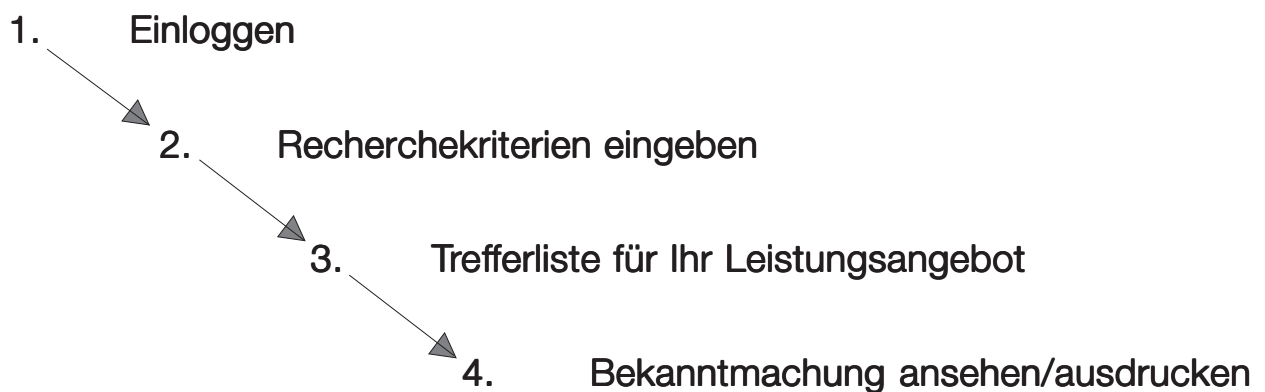 1. Einloggen
2. Recherchekriterien eingeben
3. Trefferliste für Ihr Leistungsangebot
4. Bekanntmachung ansehen/ausdrucken